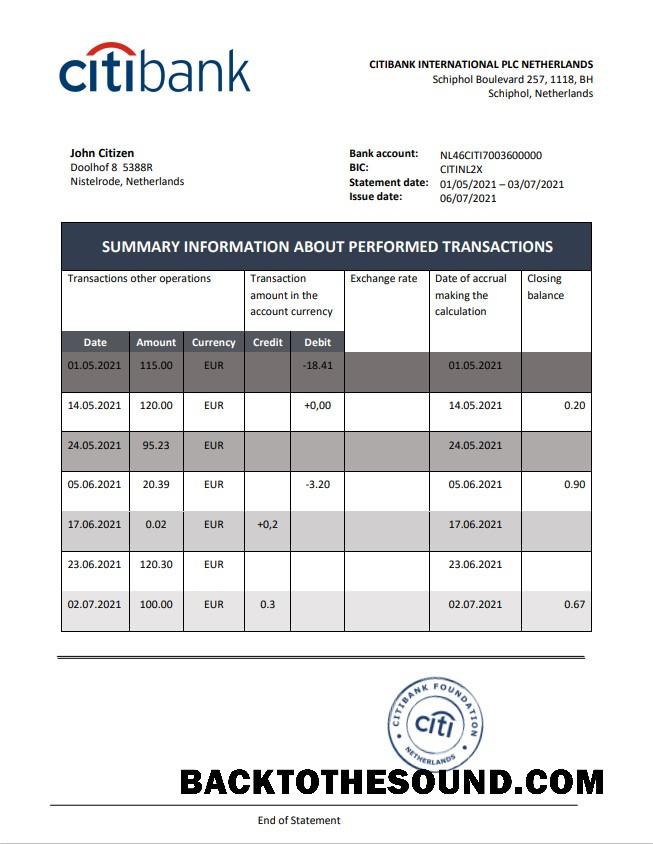 citibank
CITIBANK INTERNATIONAL PLC NETHERLANDS
Schiphol Boulevard 257, 1118, BH
Schiphol, Netherlands
John Citizen
Doolhof 8 5388R
Nistelrode, Netherlands
Bank account: NL46CITI7003600000
BIC: CITINL2X
Statement date: 01/05/2021 – 03/07/2021
Issue date: 06/07/2021
SUMMARY INFORMATION ABOUT PERFORMED TRANSACTIONS
Transactions other operations
Transaction
amount in the
account currency
Exchange rate
Date of accrual
making the
calculation
Closing
balance
Date Amount Currency Credit Debit
01.05.2021 115.00 EUR -18.41 01.05.2021
14.05.2021 120.00 EUR +0,00 14.05.2021 0.20
24.05.2021 95.23 EUR 24.05.2021
05.06.2021 20.39 EUR -3.20 05.06.2021 0.90
17.06.2021 0.02 EUR +0,2 17.06.2021
23.06.2021 120.30 EUR 23.06.2021
02.07.2021 100.00 EUR 0.3 02.07.2021 0.67
CITIBANK FOUNDATION
citi
NETHERLANDS
BACKTOTHESOUND.COM
End of Statement